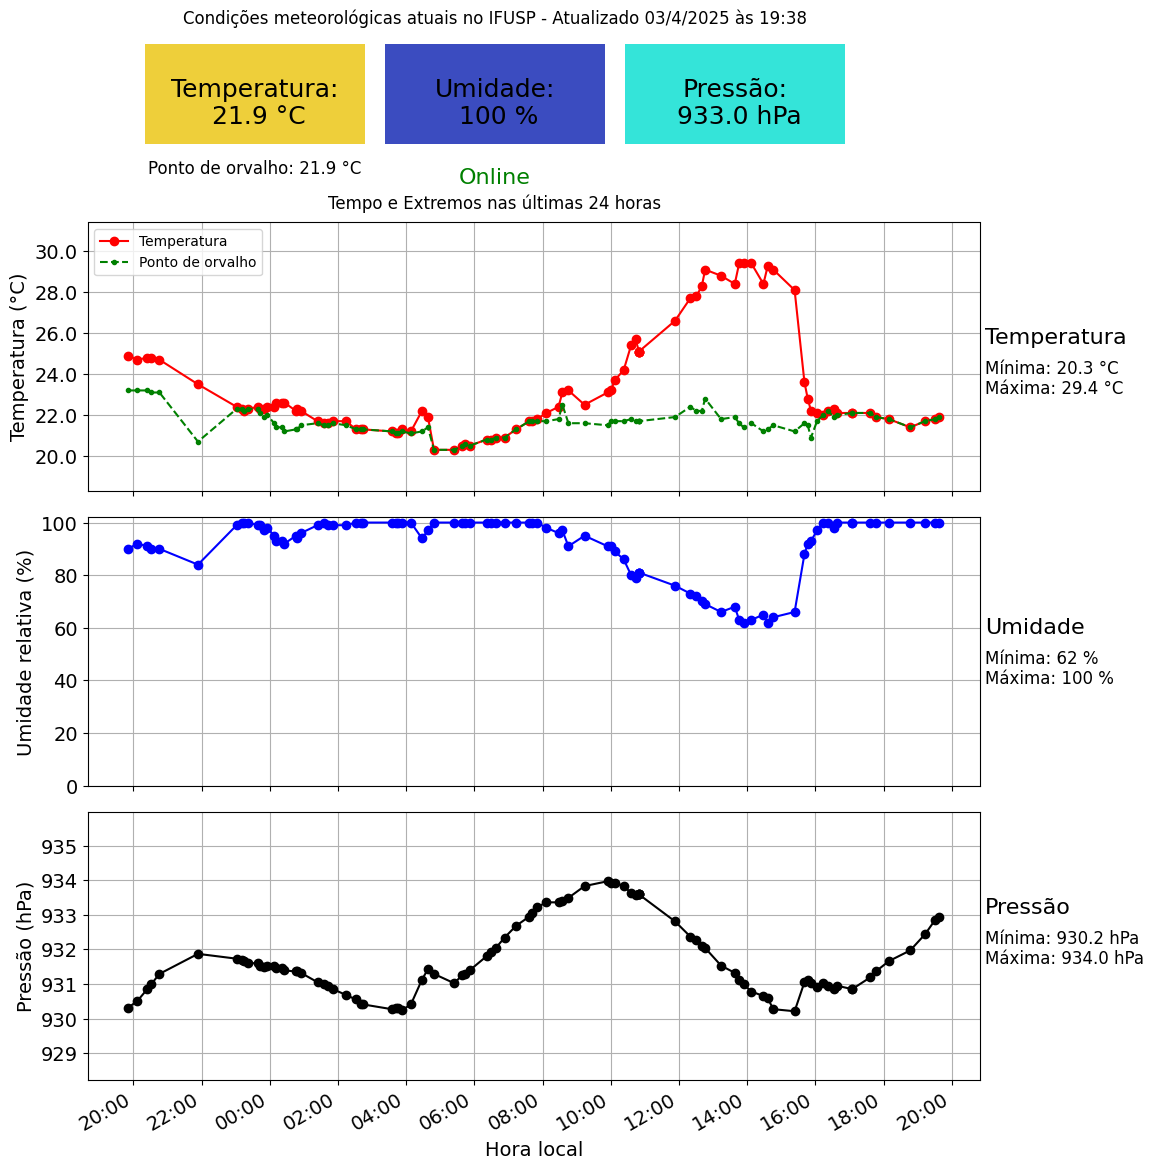 Condições meteorológicas atuais no IFUSP - Atualizado 03/4/2025 às 19:38
Temperatura:
21.9 °C
Umidade:
100 %
Pressão:
933.0 hPa
Ponto de orvalho: 21.9 °C
Online
Tempo e Extremos nas últimas 24 horas
Temperatura
Ponto de orvalho
Temperatura (°C)
30.0
28.0
26.0
24.0
22.0
20.0
Temperatura
Mínima: 20.3 °C
Máxima: 29.4 °C
Umidade relativa (%)
100
80
60
40
20
0
Umidade
Mínima: 62 %
Máxima: 100 %
Pressão (hPa)
935
934
933
932
931
930
929
Pressão
Mínima: 930.2 hPa
Máxima: 934.0 hPa
20:00 22:00 00:00 02:00 04:00 06:00 08:00 10:00 12:00 14:00 16:00 18:00 20:00
Hora local